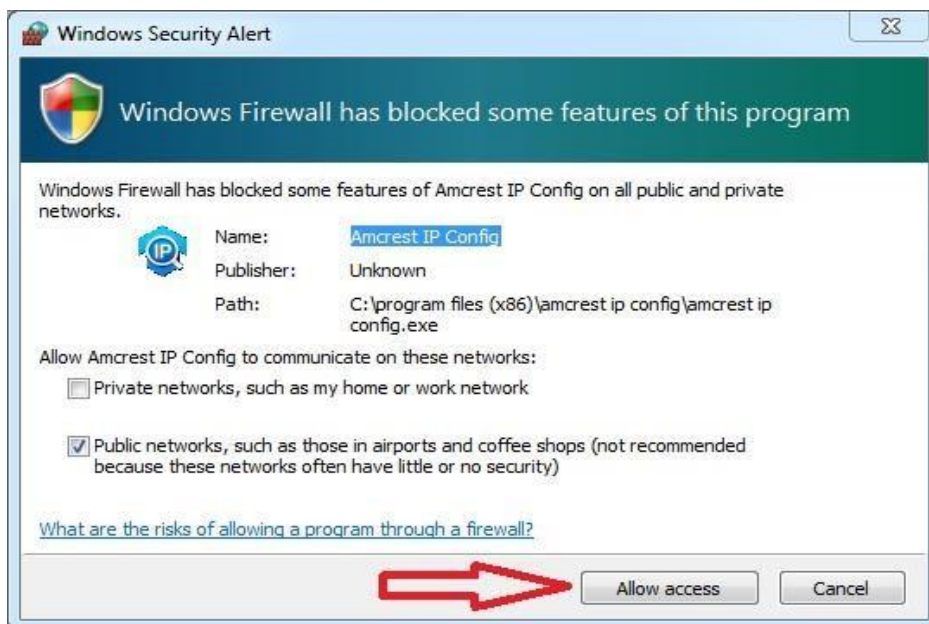 Windows Security Alert
Windows Firewall has blocked some features of this program
Windows Firewall has blocked some features of Amcrest IP Config on all public and private
networks.
IP
Name: Amcrest IP Config
Publisher: Unknown
Path: C:\program files (x86)\amcrest ip config\amcrest ip
config.exe
Allow Amcrest IP Config to communicate on these networks:
Private networks, such as my home or work network
Public networks, such as those in airports and coffee shops (not recommended
because these networks often have little or no security)
What are the risks of allowing a program through a firewall?
Allow access Cancel